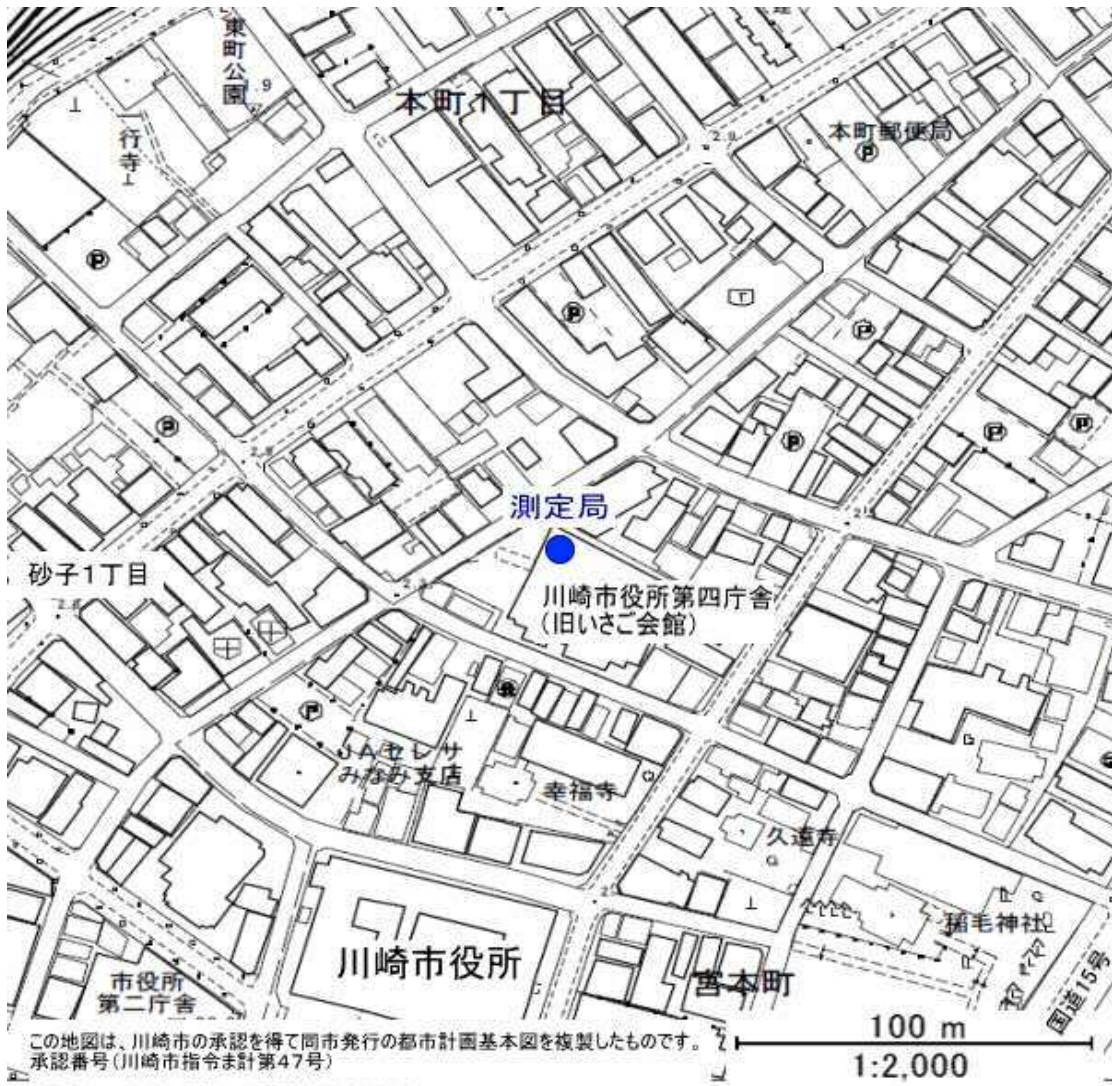 東町公園
本町1丁目
本町郵便局
一行寺
測定局
川崎市役所第四庁舎
(旧いさご会館)
砂子1丁目
JAセレサ
みなみ支店
幸福寺
久遠寺
稲毛神社
川崎市役所
宮本町
市役所
第二庁舎
国道15号
この地図は、川崎市の承認を得て同市発行の都市計画基本図を複製したものです。
承認番号(川崎市指令ま計第47号)
100 m
1:2,000